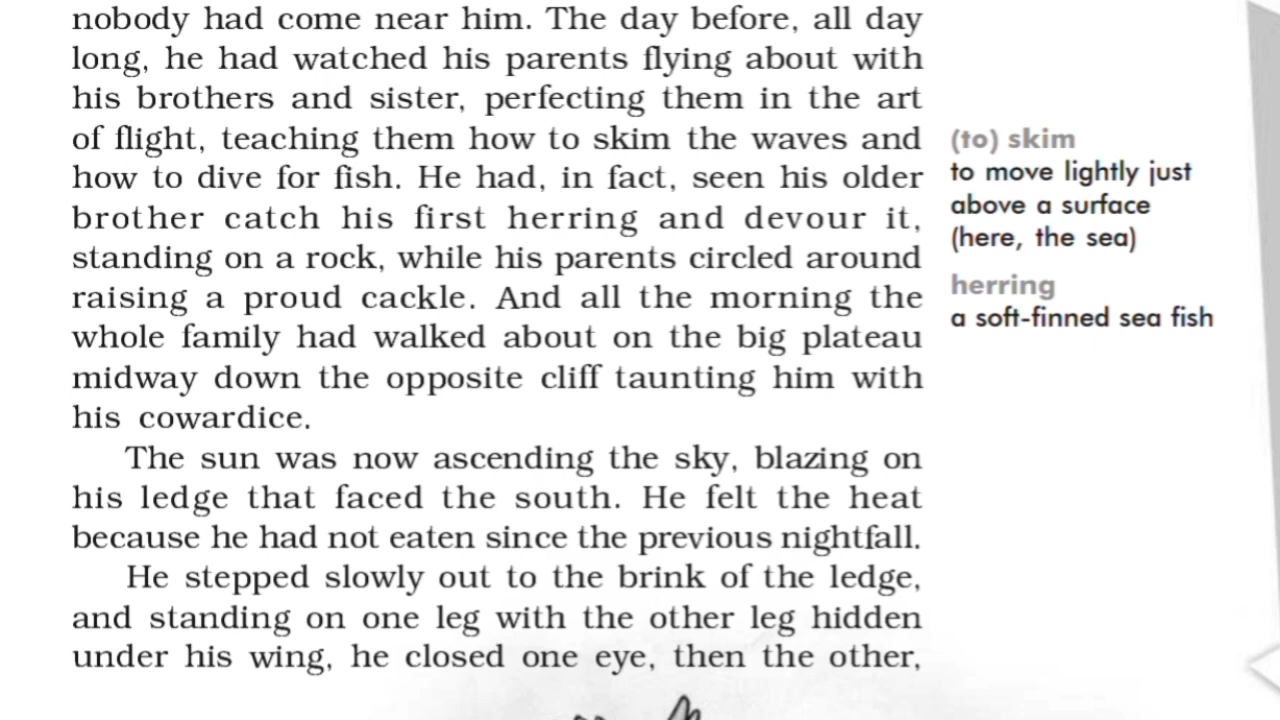 nobody had come near him. The day before, all day
long, he had watched his parents flying about with
his brothers and sister, perfecting them in the art
of flight, teaching them how to skim the waves and
how to dive for fish. He had, in fact, seen his older
brother catch his first herring and devour it,
standing on a rock, while his parents circled around
raising a proud cackle. And all the morning the
whole family had walked about on the big plateau
midway down the opposite cliff taunting him with
his cowardice.
The sun was now ascending the sky, blazing on
his ledge that faced the south. He felt the heat
because he had not eaten since the previous nightfall.
He stepped slowly out to the brink of the ledge,
and standing on one leg with the other leg hidden
under his wing, he closed one eye, then the other,
(to) skim
to move lightly just
above a surface
(here, the sea)
herring
a soft-finned sea fish